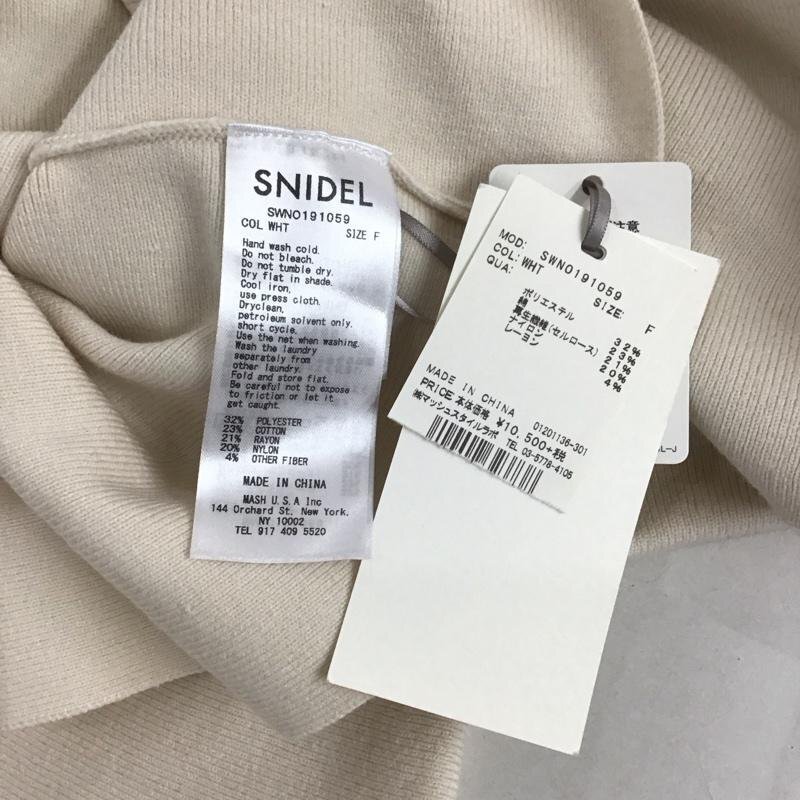 SNIDEL
SWNO191059
COL WHT SIZE F
Hand wash cold.
Do not bleach.
Do not tumble dry.
Dry flat in shade.
Cool iron,
use press cloth.
Dryclean,
petroleum solvent only.
short cycle.
Use the net when washing.
Wash the laundry
separately from
other laundry.
Fold and store flat.
Be careful not to expose
to friction or let it
get caught.
32% POLYESTER
23% COTTON
21% RAYON
20% NYLON
4% OTHER FIBER
MADE IN CHINA
MASH U.S.A Inc
144 Orchard St, New York,
NY 10002
TEL 917 409 5520
MOD: SWNO191059
COL: WHT SIZE: F
QUA:
ポリエステル 32%
綿 23%
再生繊維(セルロース) 21%
ナイロン 20%
レーヨン 4%
MADE IN CHINA
PRICE 本体価格 ¥10,500+税
01201136-301
㈱マッシュスタイルラボ TEL 03-5778-4105
注意
L-J